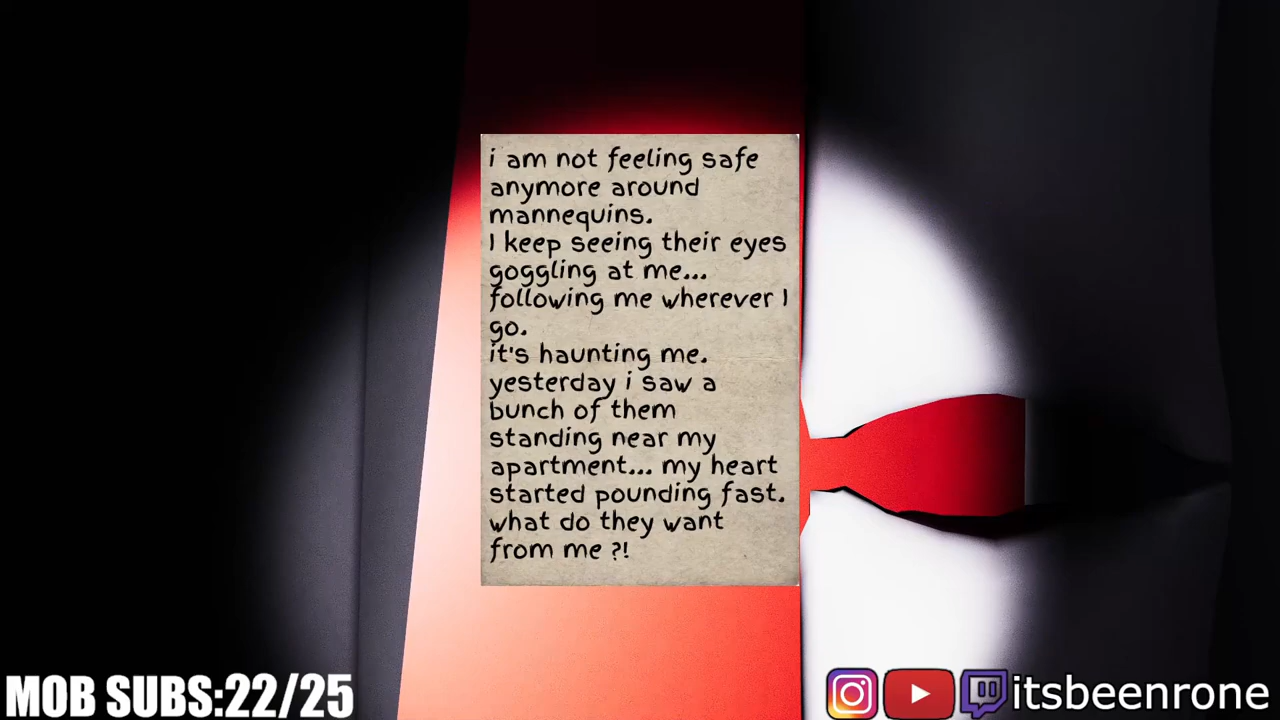 i am not feeling safe
anymore around
mannequins.
I keep seeing their eyes
goggling at me...
following me wherever I
go.
it's haunting me.
yesterday i saw a
bunch of them
standing near my
apartment... my heart
started pounding fast.
what do they want
from me ?!
MOB SUBS:22/25
itsbeenrone